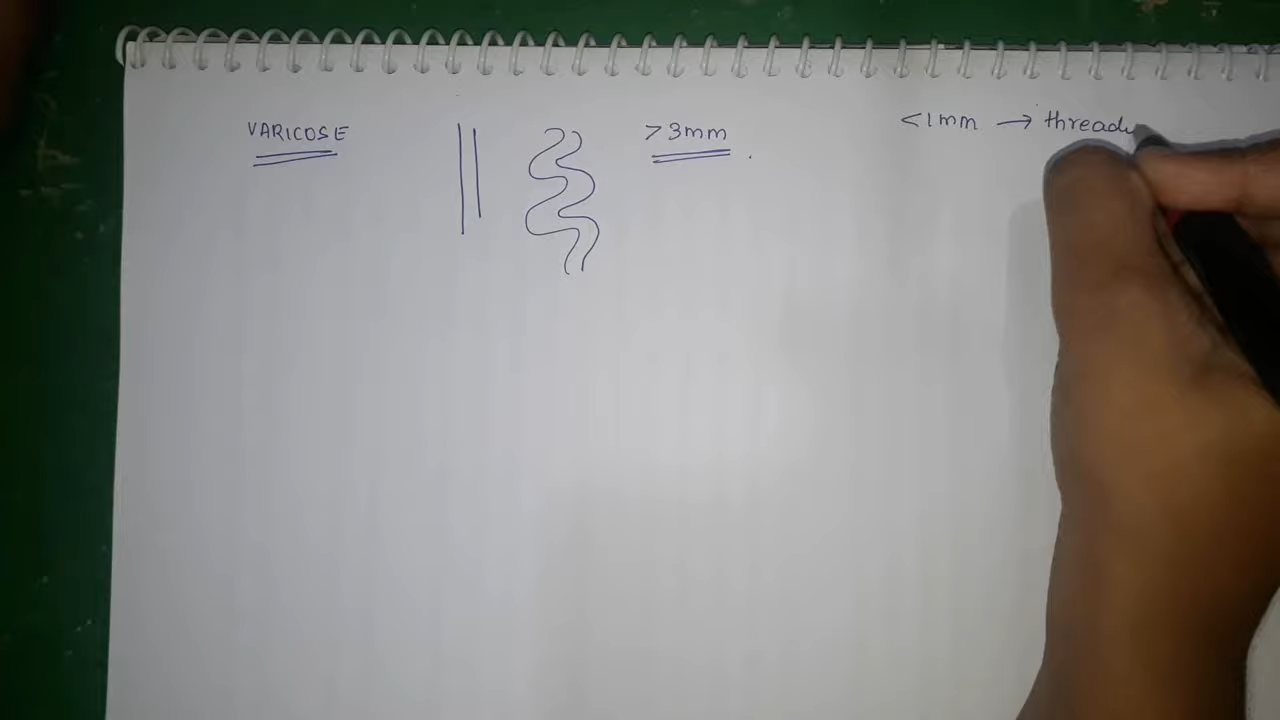 VARICOSE >3mm . <1mm → thread